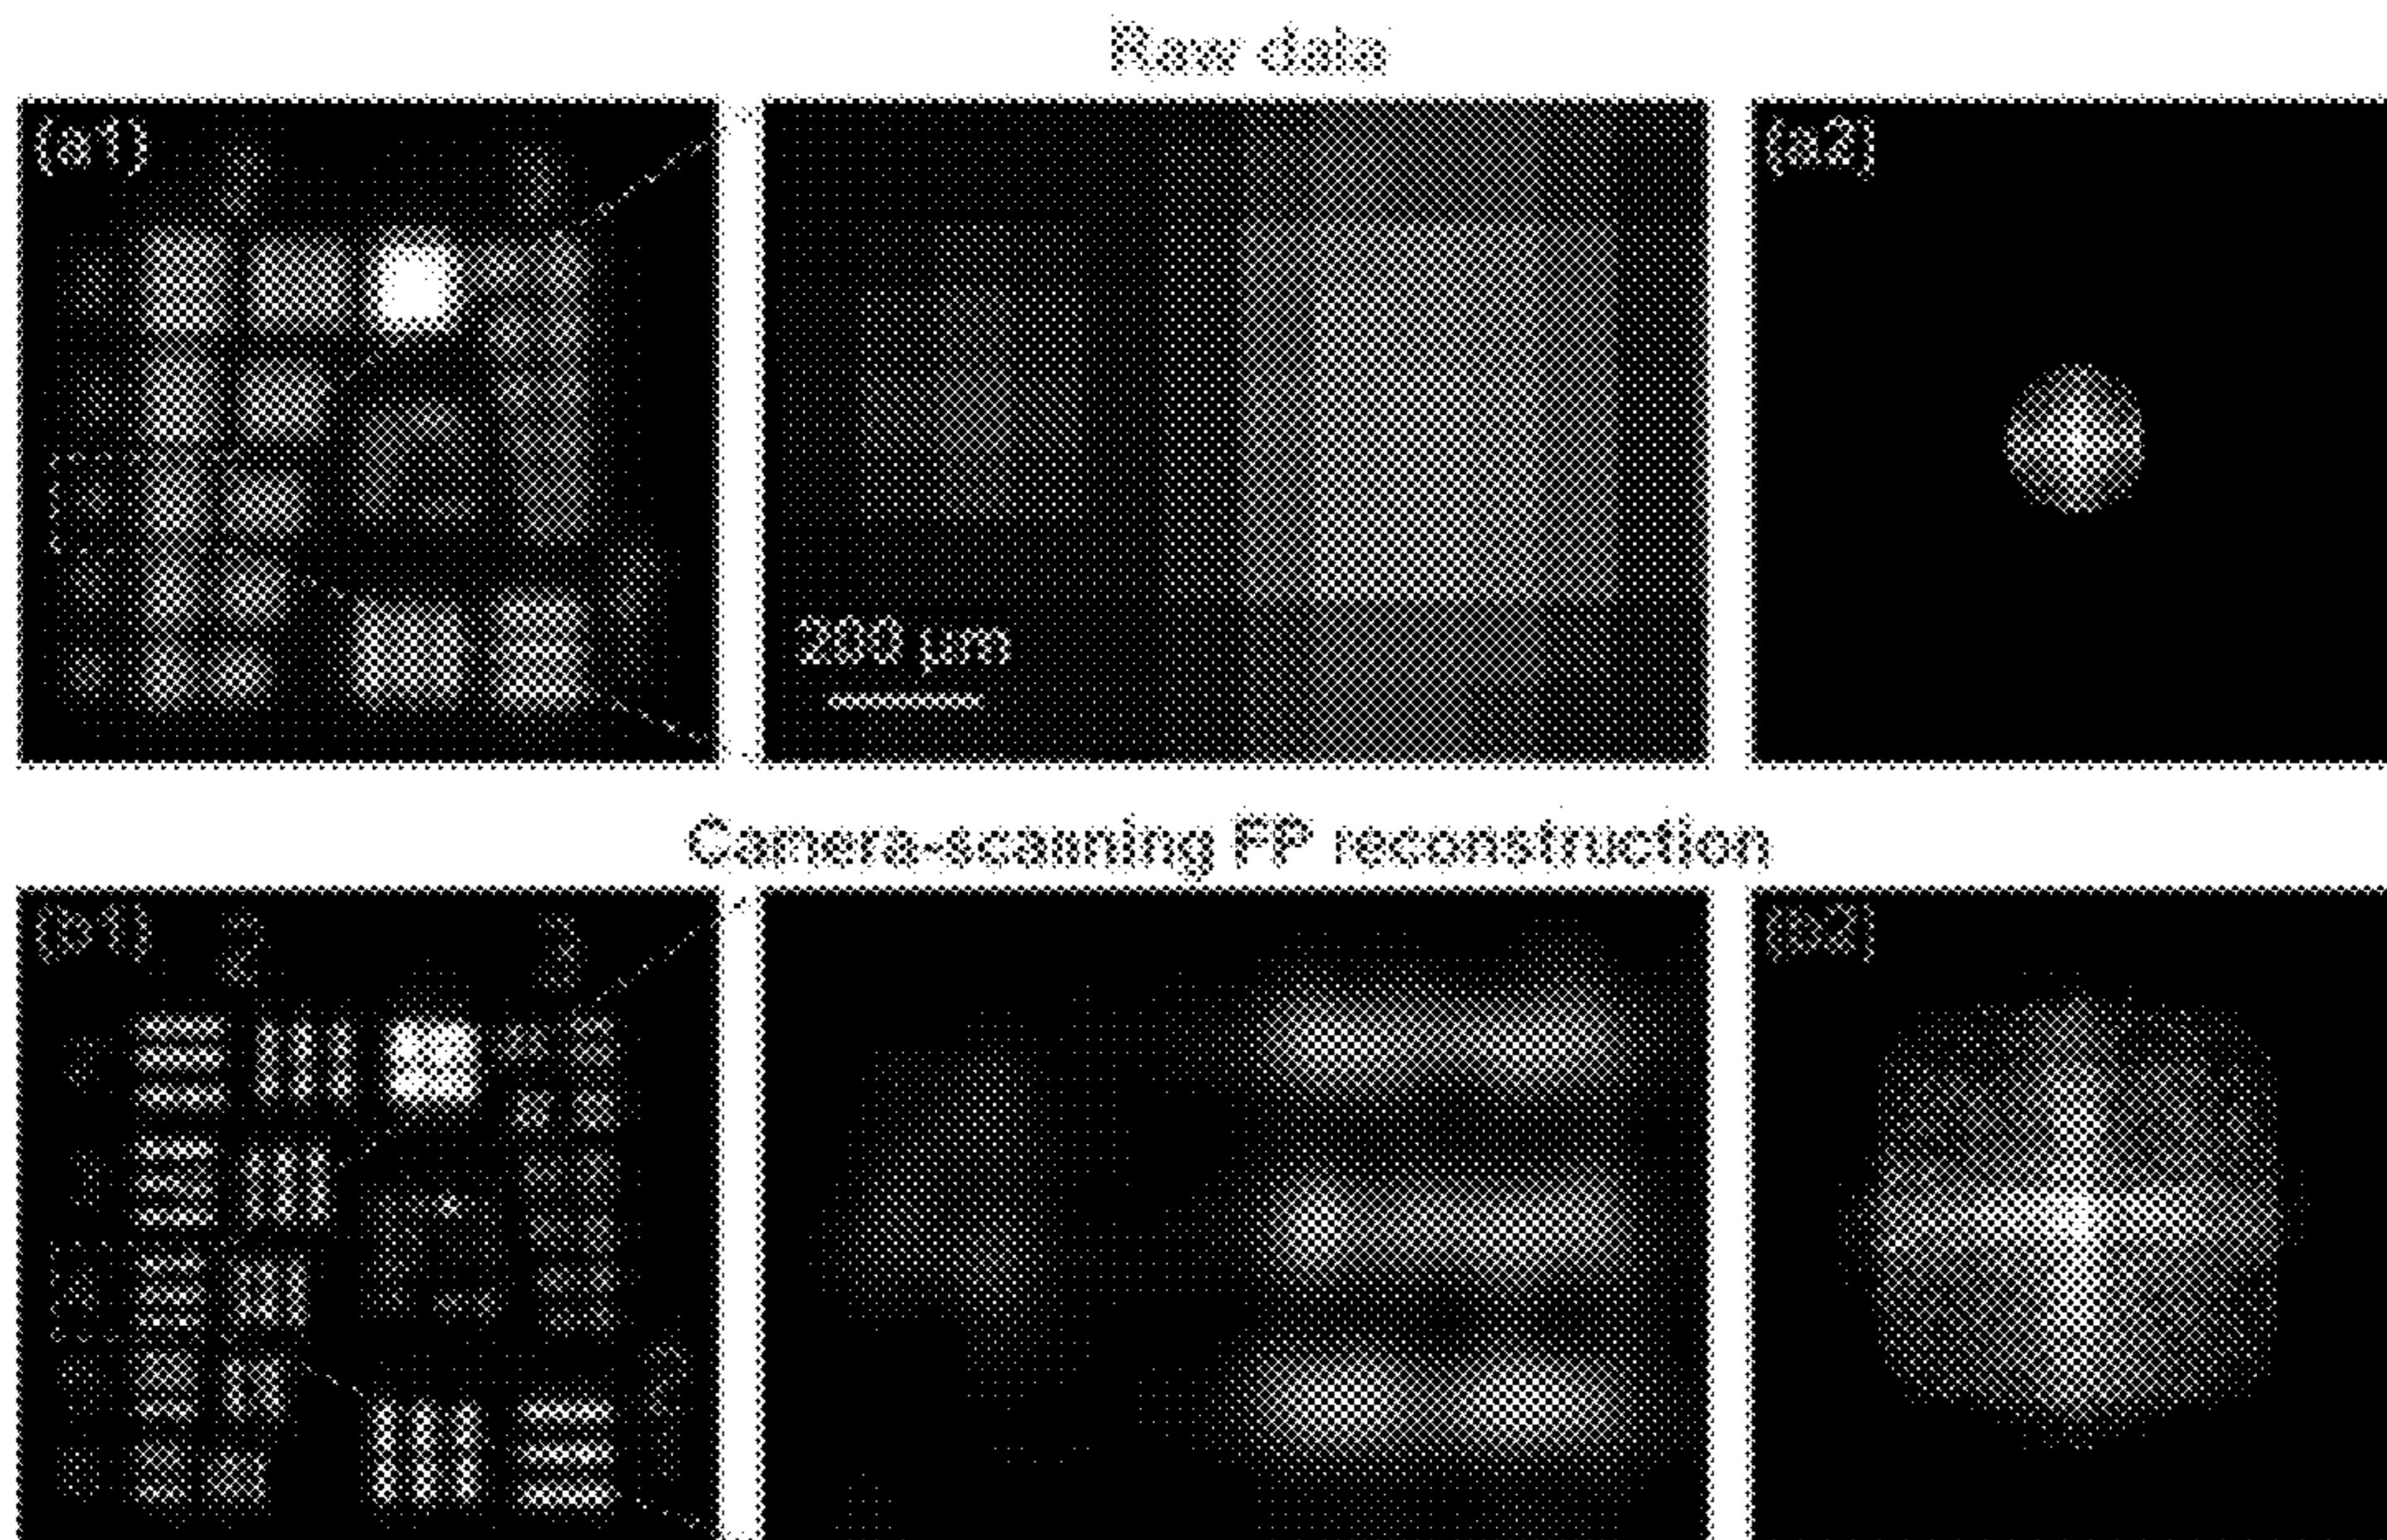 Raw data
(a1)
(a2)
200 µm
Camera-scanning FP reconstruction
(b1)
(b2)